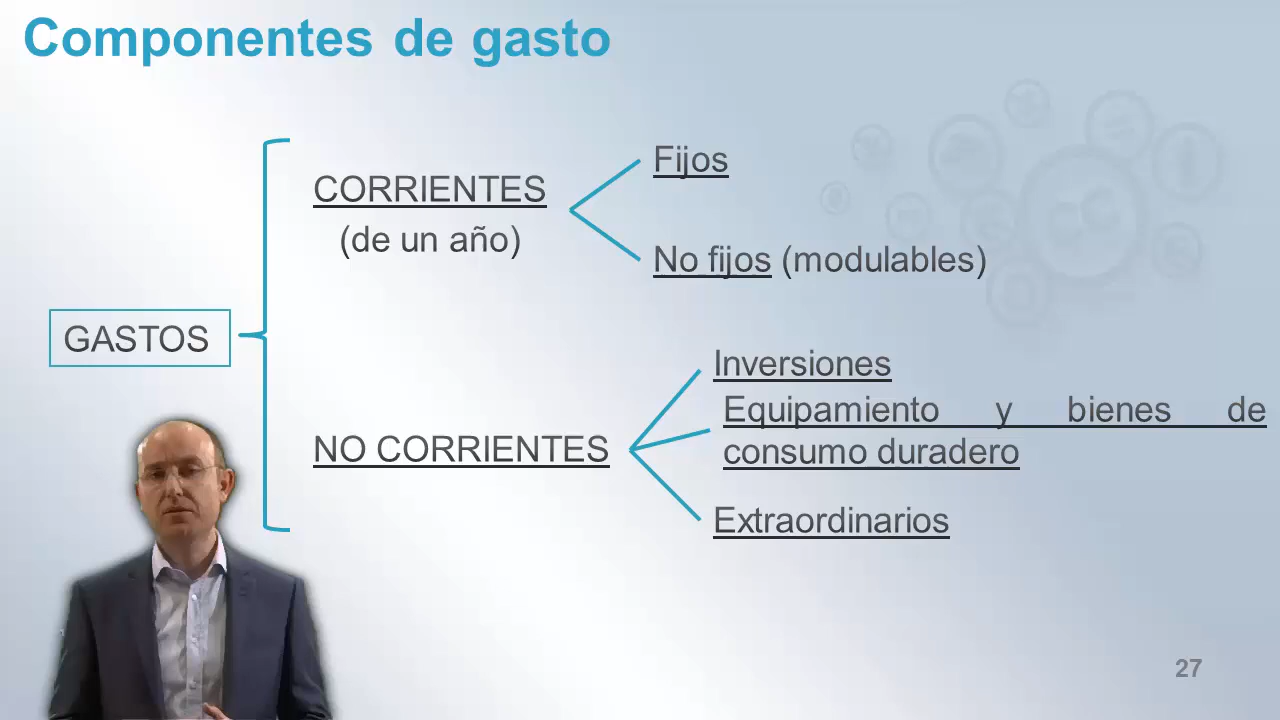 Componentes de gasto
Fijos
CORRIENTES
(de un año)
No fijos (modulables)
GASTOS
Inversiones
Equipamiento y bienes de
consumo duradero
NO CORRIENTES
Extraordinarios
27